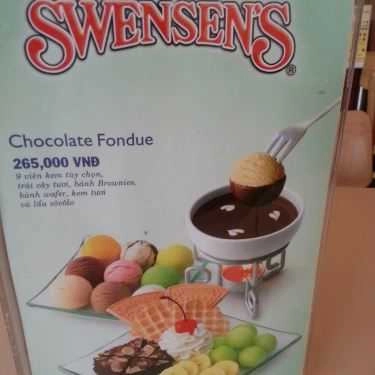 SWENSEN'S®
Chocolate Fondue
265,000 VNĐ
9 viên kem tùy chọn,
trái cây tươi, bánh Brownies,
bánh wafer, kem tươi
và lẩu sôcôla